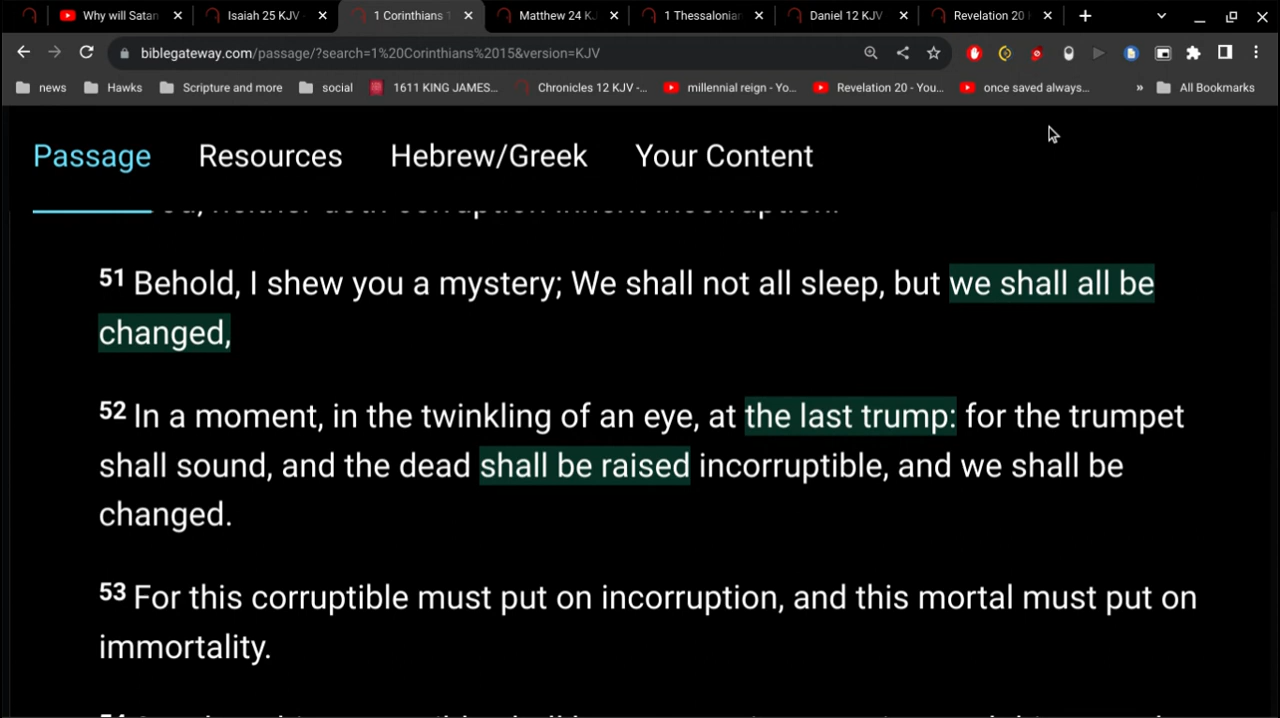 Why will Satan
Isaiah 25 KJV
1 Corinthians 1
Matthew 24 KJV
1 Thessalonian
Daniel 12 KJV
Revelation 20
biblegateway.com/passage/?search=1%20Corinthians%2015&version=KJV
news Hawks Scripture and more social 1611 KING JAMES... Chronicles 12 KJV -... millennial reign - Yo... Revelation 20 - You... once saved always... » All Bookmarks
Passage Resources Hebrew/Greek Your Content
51 Behold, I shew you a mystery; We shall not all sleep, but we shall all be
changed,
52 In a moment, in the twinkling of an eye, at the last trump: for the trumpet
shall sound, and the dead shall be raised incorruptible, and we shall be
changed.
53 For this corruptible must put on incorruption, and this mortal must put on
immortality.